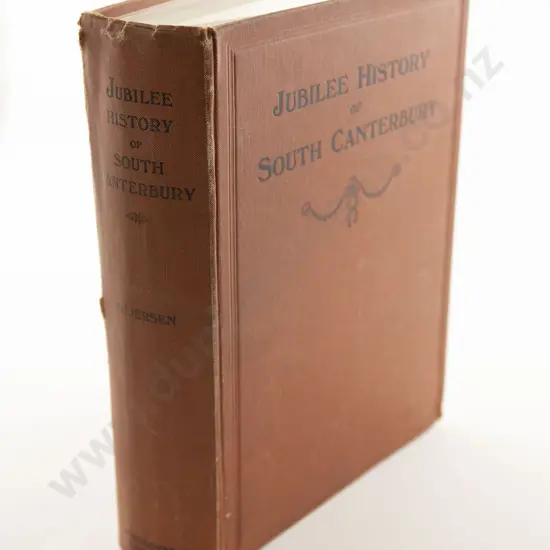 JUBILEE
HISTORY
OF
SOUTH
CANTERBURY
JUBILEE HISTORY
OF
SOUTH CANTERBURY